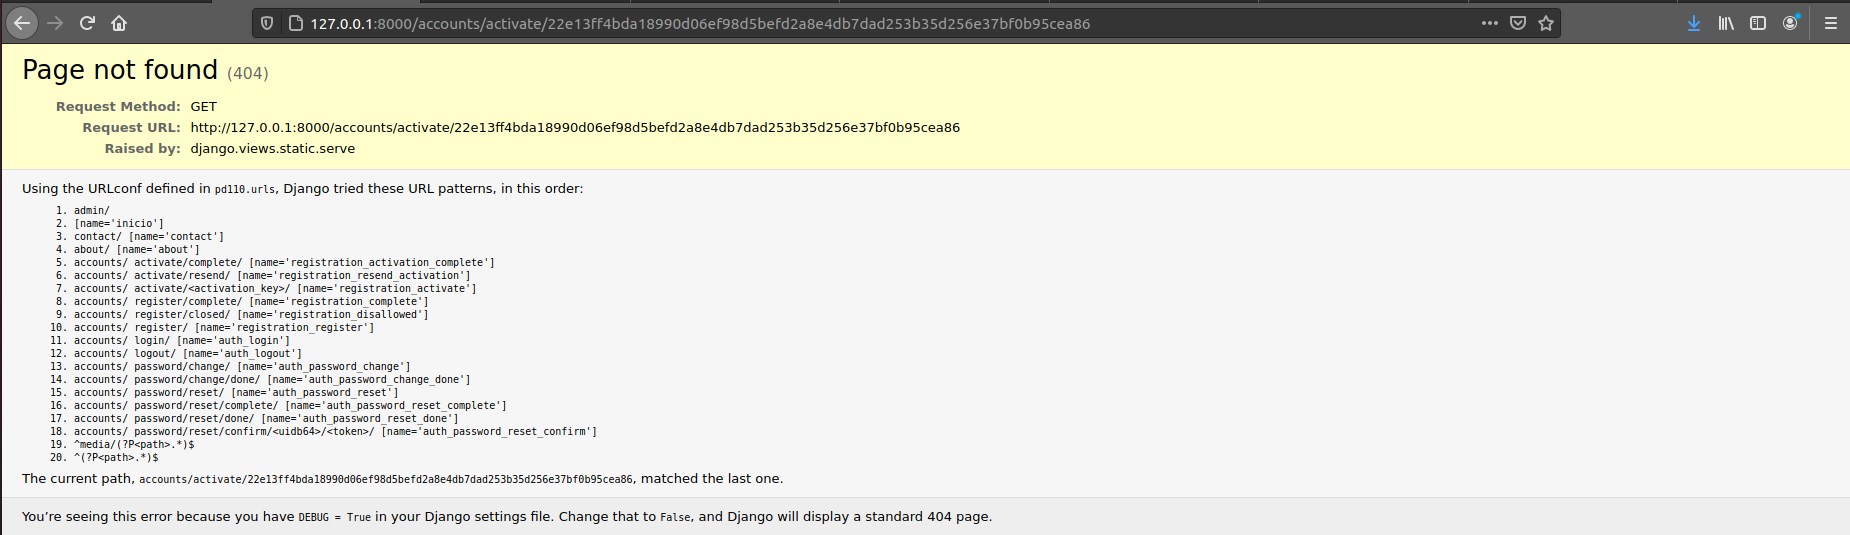 127.0.0.1:8000/accounts/activate/22e13ff4bda18990d06ef98d5befd2a8e4db7dad253b35d256e37bf0b95cea86
Page not found (404)
Request Method: GET
Request URL: http://127.0.0.1:8000/accounts/activate/22e13ff4bda18990d06ef98d5befd2a8e4db7dad253b35d256e37bf0b95cea86
Raised by: django.views.static.serve
Using the URLconf defined in pd110.urls, Django tried these URL patterns, in this order:
1. admin/
2. [name='inicio']
3. contact/ [name='contact']
4. about/ [name='about']
5. accounts/ activate/complete/ [name='registration_activation_complete']
6. accounts/ activate/resend/ [name='registration_resend_activation']
7. accounts/ activate/<activation_key>/ [name='registration_activate']
8. accounts/ register/complete/ [name='registration_complete']
9. accounts/ register/closed/ [name='registration_disallowed']
10. accounts/ register/ [name='registration_register']
11. accounts/ login/ [name='auth_login']
12. accounts/ logout/ [name='auth_logout']
13. accounts/ password/change/ [name='auth_password_change']
14. accounts/ password/change/done/ [name='auth_password_change_done']
15. accounts/ password/reset/ [name='auth_password_reset']
16. accounts/ password/reset/complete/ [name='auth_password_reset_complete']
17. accounts/ password/reset/done/ [name='auth_password_reset_done']
18. accounts/ password/reset/confirm/<uidb64>/<token>/ [name='auth_password_reset_confirm']
19. ^media/(?P<path>.*)$
20. ^(?P<path>.*)$
The current path, accounts/activate/22e13ff4bda18990d06ef98d5befd2a8e4db7dad253b35d256e37bf0b95cea86, matched the last one.
You’re seeing this error because you have DEBUG = True in your Django settings file. Change that to False, and Django will display a standard 404 page.